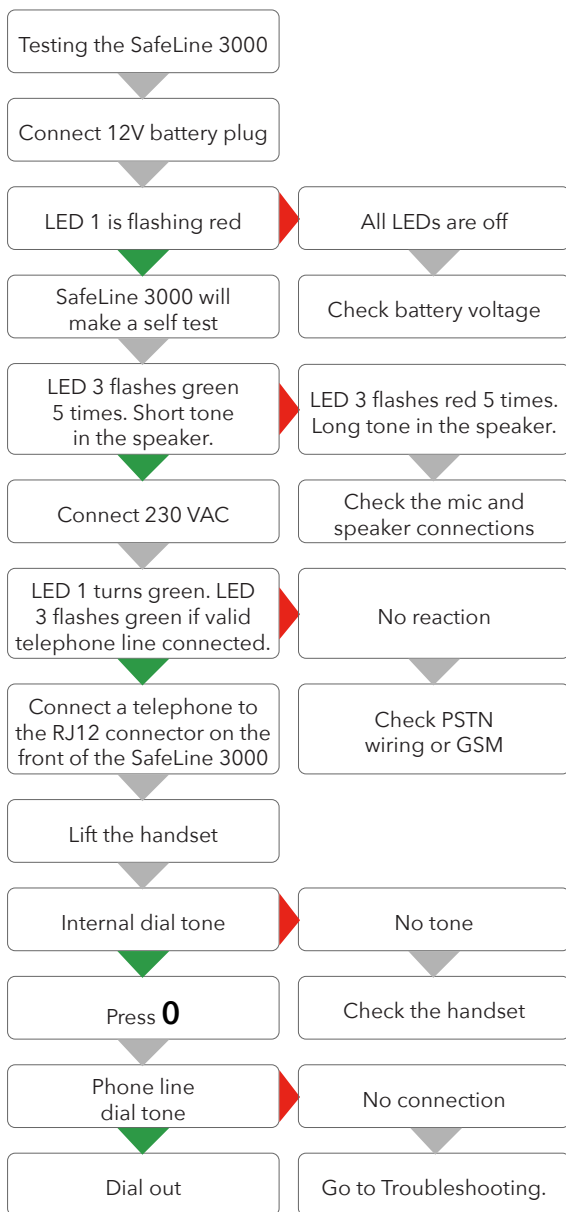 Testing the SafeLine 3000
Connect 12V battery plug
LED 1 is flashing red
All LEDs are off
SafeLine 3000 will
make a self test
Check battery voltage
LED 3 flashes green
5 times. Short tone
in the speaker.
LED 3 flashes red 5 times.
Long tone in the speaker.
Connect 230 VAC
Check the mic and
speaker connections
LED 1 turns green. LED
3 flashes green if valid
telephone line connected.
No reaction
Connect a telephone to
the RJ12 connector on the
front of the SafeLine 3000
Check PSTN
wiring or GSM
Lift the handset
Internal dial tone
No tone
Press 0
Check the handset
Phone line
dial tone
No connection
Dial out
Go to Troubleshooting.